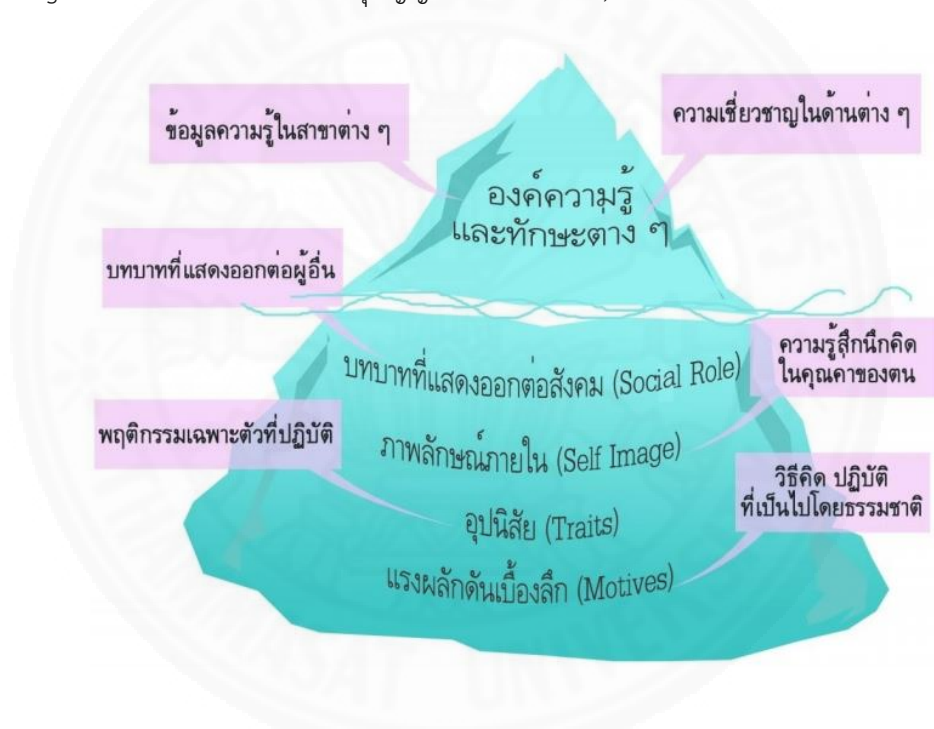 ข้อมูลความรู้ในสาขาต่าง ๆ
ความเชี่ยวชาญในด้านต่าง ๆ
องค์ความรู้
และทักษะต่าง ๆ
บทบาทที่แสดงออกต่อผู้อื่น
ความรู้สึกนึกคิด
ในคุณค่าของตน
บทบาทที่แสดงออกต่อสังคม (Social Role)
พฤติกรรมเฉพาะตัวที่ปฏิบัติ
ภาพลักษณ์ภายใน (Self Image)
วิธีคิด ปฏิบัติ
ที่เป็นไปโดยธรรมชาติ
อุปนิสัย (Traits)
แรงผลักดันเบื้องลึก (Motives)